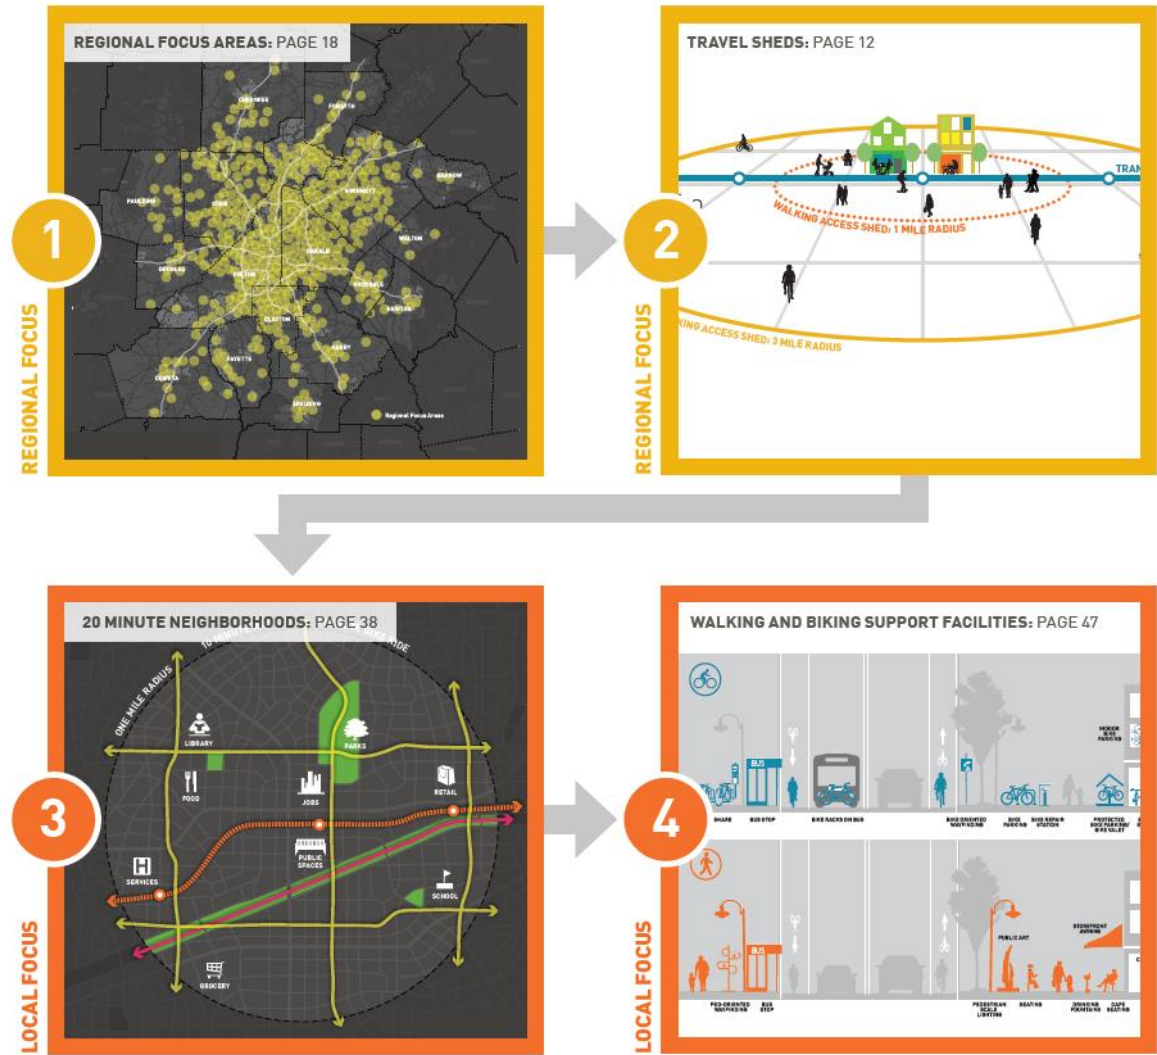 REGIONAL FOCUS AREAS: PAGE 18
CHEROKEE
FORSYTH
GWINNETT
BARROW
PAULDING
COBB
WALTON
DEKALB
DOUGLAS
FULTON
ROCKDALE
NEWTON
CLAYTON
HENRY
FAYETTE
COWETA
SPALDING
Regional Focus Areas
1
REGIONAL FOCUS
TRAVEL SHEDS: PAGE 12
TRAN
WALKING ACCESS SHED: 1 MILE RADIUS
KING ACCESS SHED: 3 MILE RADIUS
2
REGIONAL FOCUS
20 MINUTE NEIGHBORHOODS: PAGE 38
BIKE RIDE
ONE MILE RADIUS
LIBRARY
PARKS
FOOD
JOBS
RETAIL
PUBLIC
SPACES
H
SERVICES
SCHOOL
GROCERY
3
LOCAL FOCUS
WALKING AND BIKING SUPPORT FACILITIES: PAGE 47
INDOOR
BIKE
PARKING
BUS
SHARE
BUS STOP
BIKE RACKS ON BUS
BIKE ORIENTED
WAYFINDING
BIKE
PARKING
BIKE REPAIR
STATION
PROTECTED
BIKE PARKING/
BIKE VALET
4
STOREFRONT
AWNING
PUBLIC ART
BUS
PED-ORIENTED
WAYFINDING
BUS
STOP
PEDESTRIAN
SCALE
LIGHTING
SEATING
DRINKING
FOUNTAINS
CAFE
SEATING
LOCAL FOCUS